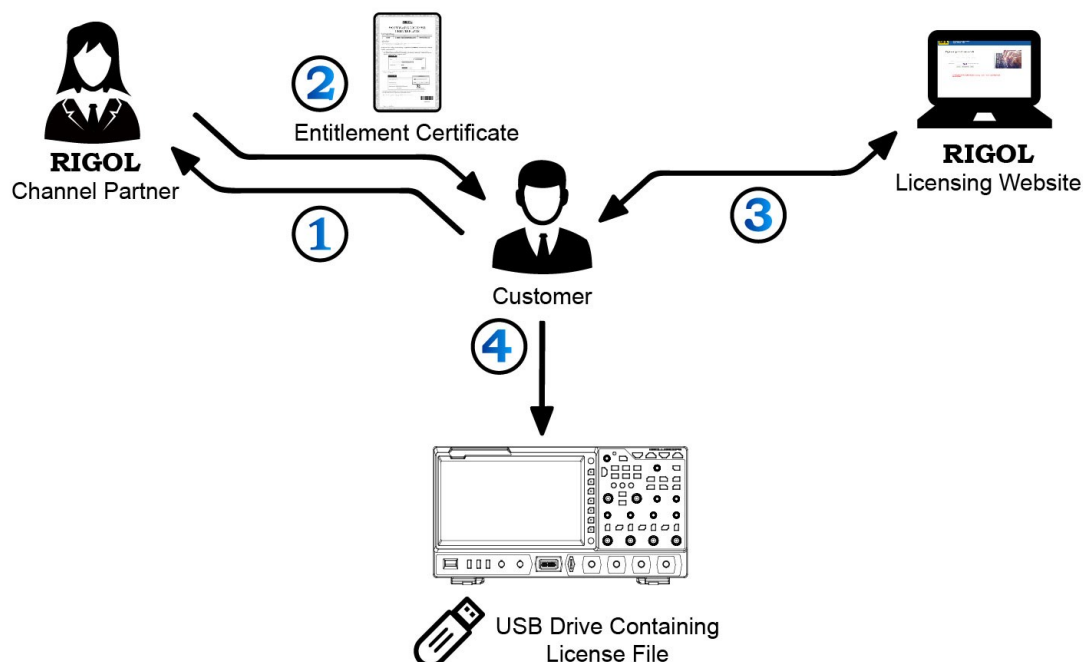 2
Entitlement Certificate
RIGOL
Channel Partner
1
RIGOL
Licensing Website
3
Customer
4
USB Drive Containing
License File